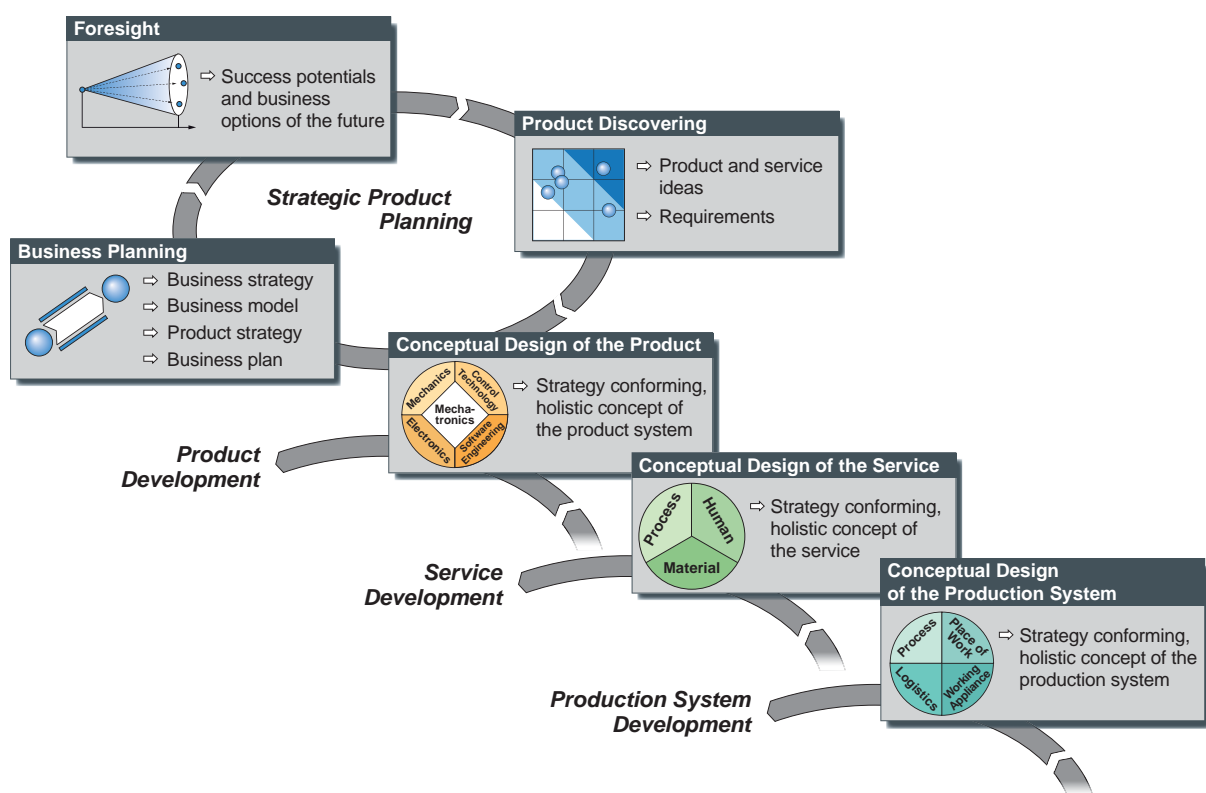 Foresight
⇨ Success potentials
and business
options of the future
Product Discovering
⇨ Product and service
ideas
⇨ Requirements
Strategic Product
Planning
Business Planning
⇨ Business strategy
⇨ Business model
⇨ Product strategy
⇨ Business plan
Conceptual Design of the Product
Mechanics
Control
Technology
Mecha-
tronics
Electronics
Software
Engineering
⇨ Strategy conforming,
holistic concept of
the product system
Product
Development
Conceptual Design of the Service
Process
Human
Material
⇨ Strategy conforming,
holistic concept of
the service
Service
Development
Conceptual Design
of the Production System
Process
Place of
Work
Logistics
Working
Appliance
⇨ Strategy conforming,
holistic concept of the
production system
Production System
Development